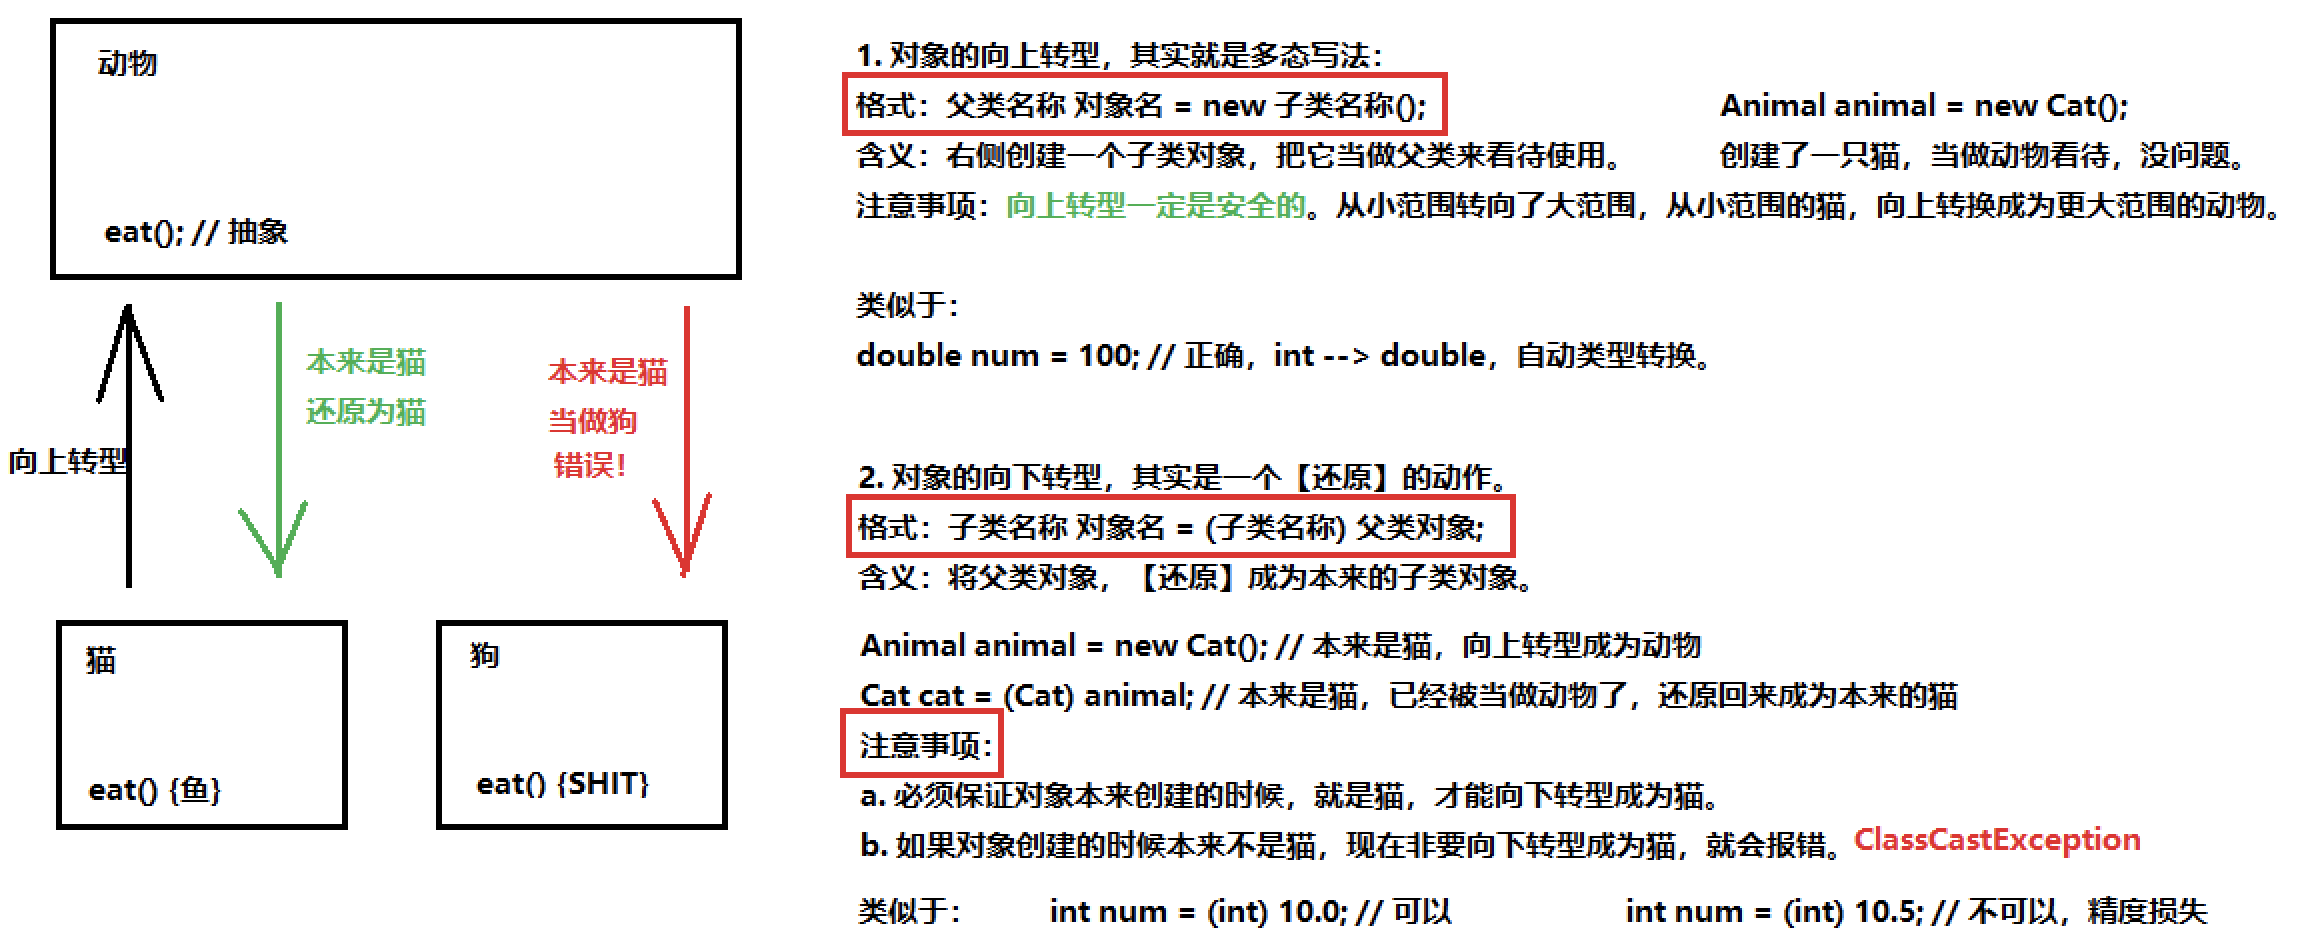 动物
eat(); // 抽象
向上转型
本来是猫
还原为猫
本来是猫
当做狗
错误！
猫
eat() {鱼}
狗
eat() {SHIT}
1. 对象的向上转型，其实就是多态写法：
格式：父类名称 对象名 = new 子类名称();
Animal animal = new Cat();
含义：右侧创建一个子类对象，把它当做父类来看待使用。
创建了一只猫，当做动物看待，没问题。
注意事项：向上转型一定是安全的。从小范围转向了大范围，从小范围的猫，向上转换成为更大范围的动物。
类似于：
double num = 100; // 正确，int --> double，自动类型转换。
2. 对象的向下转型，其实是一个【还原】的动作。
格式：子类名称 对象名 = (子类名称) 父类对象;
含义：将父类对象，【还原】成为本来的子类对象。
Animal animal = new Cat(); // 本来是猫，向上转型成为动物
Cat cat = (Cat) animal; // 本来是猫，已经被当做动物了，还原回来成为本来的猫
注意事项：
a. 必须保证对象本来创建的时候，就是猫，才能向下转型成为猫。
b. 如果对象创建的时候本来不是猫，现在非要向下转型成为猫，就会报错。ClassCastException
类似于： int num = (int) 10.0; // 可以 int num = (int) 10.5; // 不可以，精度损失